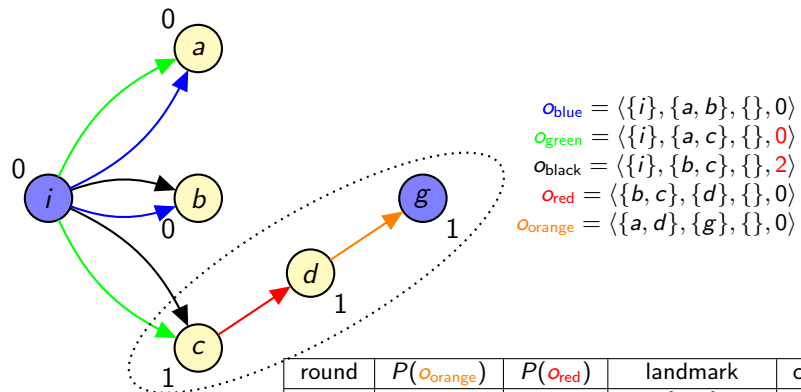 0
a
o_blue = ⟨{i}, {a, b}, {}, 0⟩
o_green = ⟨{i}, {a, c}, {}, 0⟩
o_black = ⟨{i}, {b, c}, {}, 2⟩
o_red = ⟨{b, c}, {d}, {}, 0⟩
o_orange = ⟨{a, d}, {g}, {}, 0⟩
0
i
b
0
g
1
d
1
c
1
round P(o_orange) P(o_red) landmark